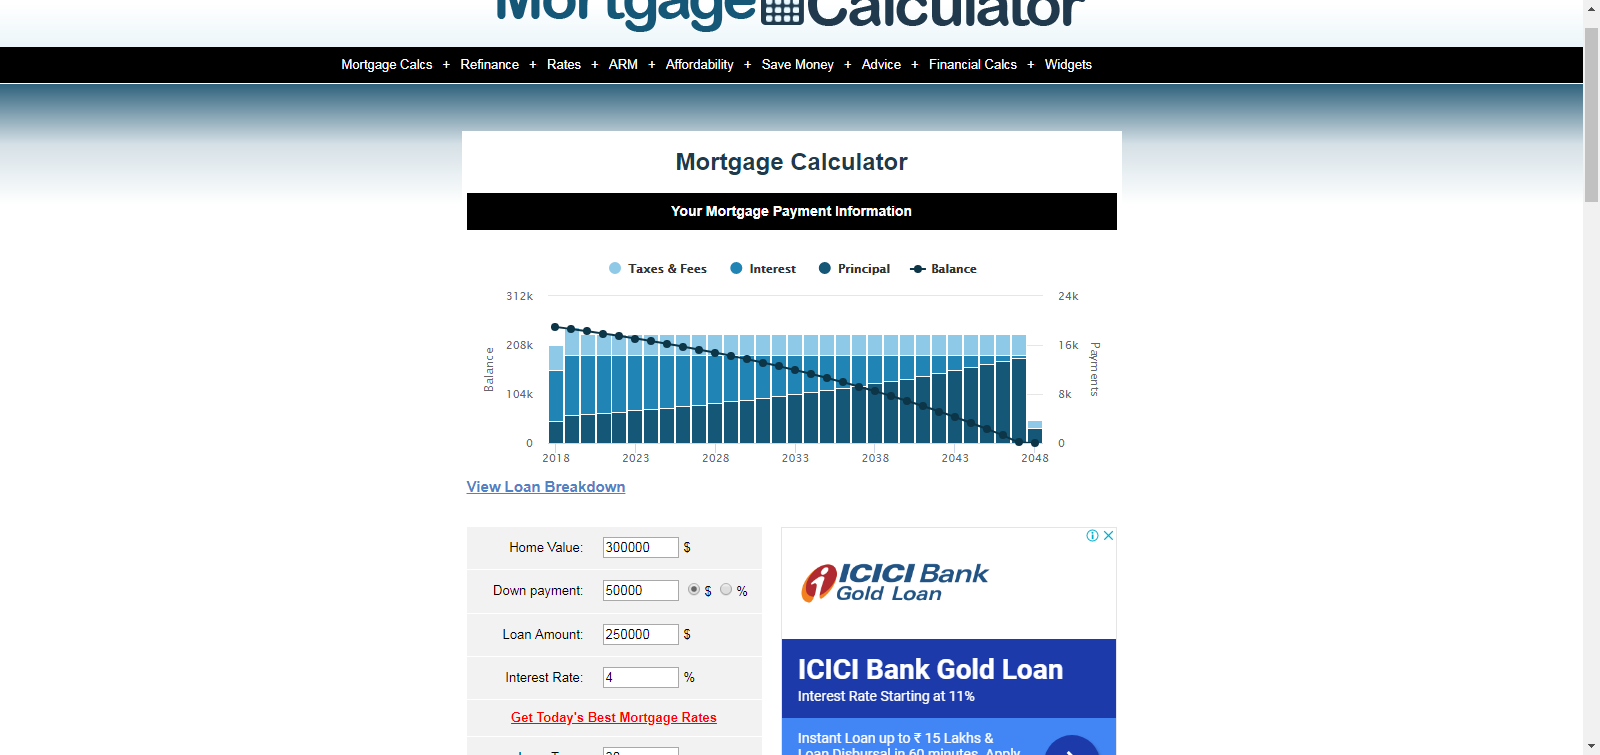 Mortgage Calculator
Mortgage Calcs + Refinance + Rates + ARM + Affordability + Save Money + Advice + Financial Calcs + Widgets
Mortgage Calculator
Your Mortgage Payment Information
Taxes & Fees Interest Principal Balance
312k 24k
208k 16k
Balance Payments
104k 8k
0 0
2018 2023 2028 2033 2038 2043 2048
View Loan Breakdown
Home Value: 300000 $
Down payment: 50000 $ %
Loan Amount: 250000 $
Interest Rate: 4 %
Get Today's Best Mortgage Rates
ICICI Bank
Gold Loan
ICICI Bank Gold Loan
Interest Rate Starting at 11%
Instant Loan up to ₹ 15 Lakhs &
Loan Disbursal in 60 minutes. Apply